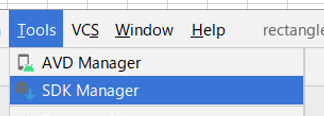 Tools VCS Window Help rectangle
AVD Manager
SDK Manager